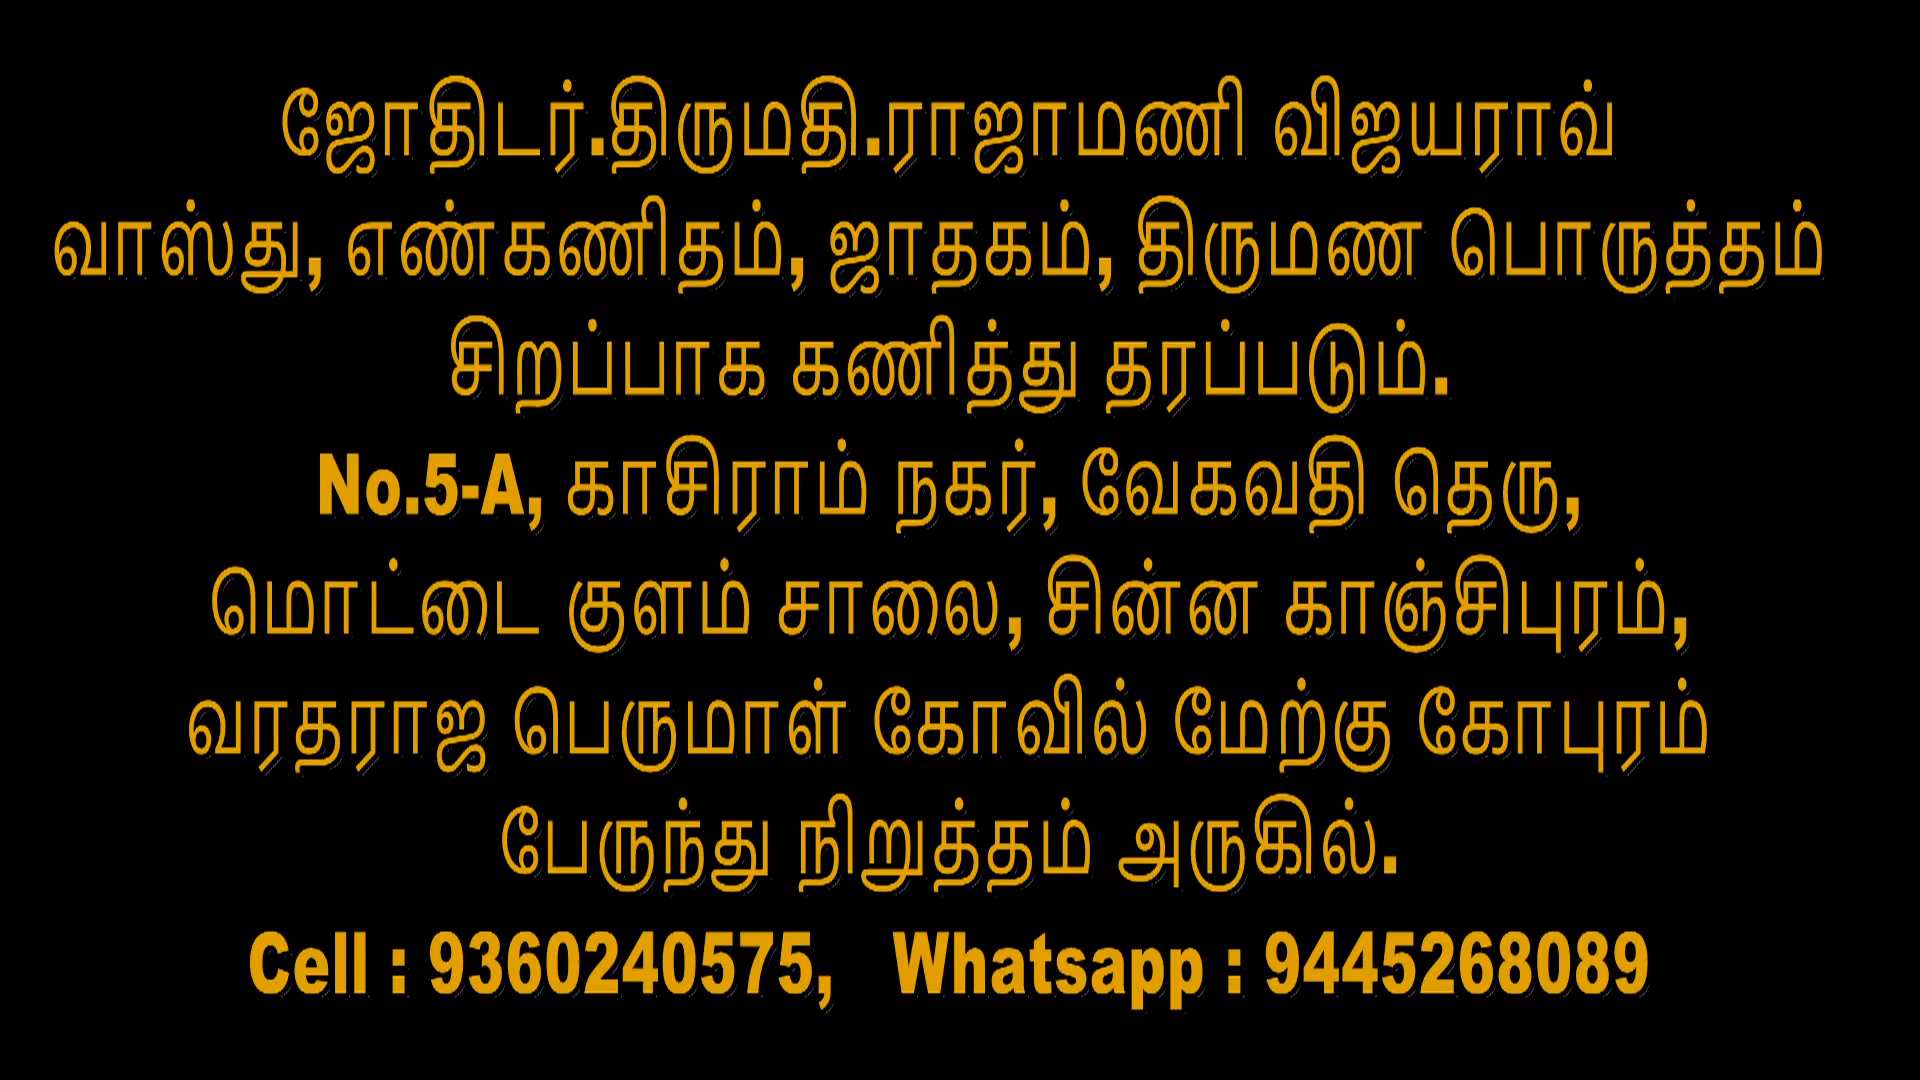 ஜோதிடர்.திருமதி.ராஜாமணி விஜயராவ்
வாஸ்து, எண்கணிதம், ஜாதகம், திருமண பொருத்தம்
சிறப்பாக கணித்து தரப்படும்.
No.5-A, காசிராம் நகர், வேகவதி தெரு,
மொட்டை குளம் சாலை, சின்ன காஞ்சிபுரம்,
வரதராஜ பெருமாள் கோவில் மேற்கு கோபுரம்
பேருந்து நிறுத்தம் அருகில்.
Cell : 9360240575, Whatsapp : 9445268089